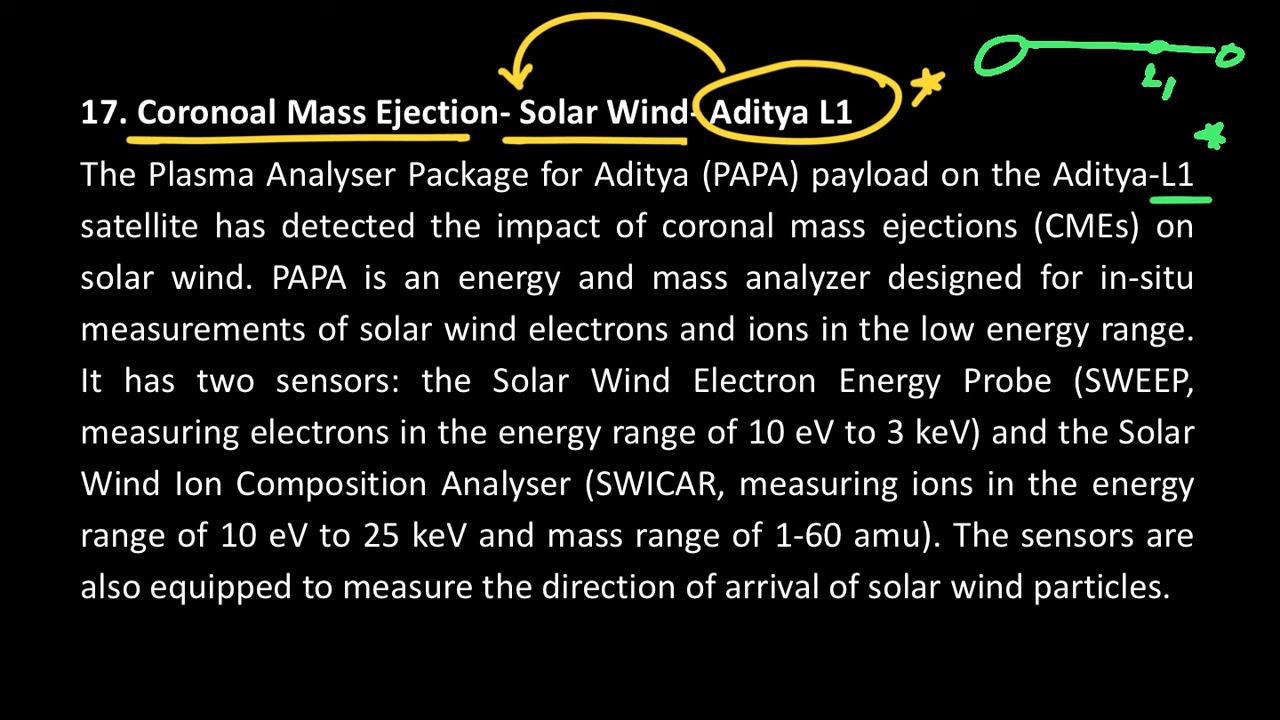 L1
17. Coronoal Mass Ejection- Solar Wind- Aditya L1
The Plasma Analyser Package for Aditya (PAPA) payload on the Aditya-L1
satellite has detected the impact of coronal mass ejections (CMEs) on
solar wind. PAPA is an energy and mass analyzer designed for in-situ
measurements of solar wind electrons and ions in the low energy range.
It has two sensors: the Solar Wind Electron Energy Probe (SWEEP,
measuring electrons in the energy range of 10 eV to 3 keV) and the Solar
Wind Ion Composition Analyser (SWICAR, measuring ions in the energy
range of 10 eV to 25 keV and mass range of 1-60 amu). The sensors are
also equipped to measure the direction of arrival of solar wind particles.